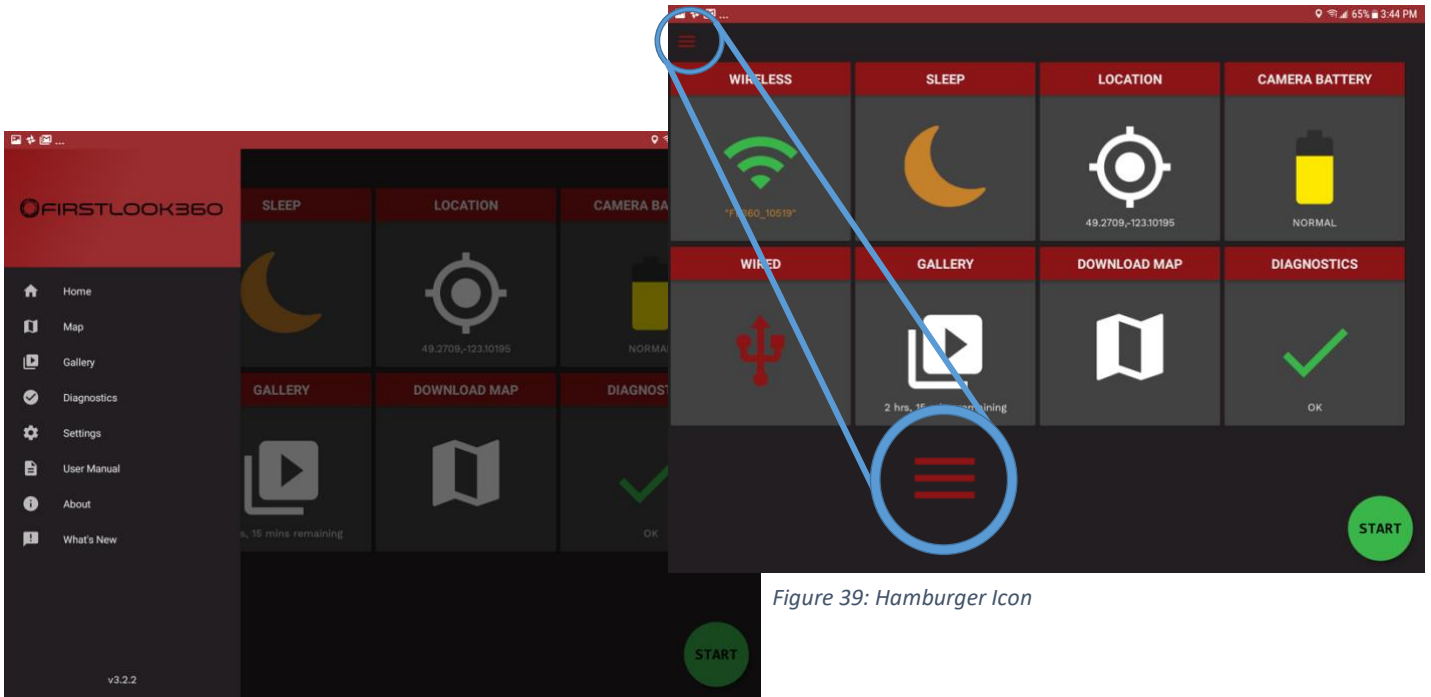 65% 3:44 PM
WIRELESS SLEEP LOCATION CAMERA BATTERY
49.2709,-123.10195 NORMAL
WIRED GALLERY DOWNLOAD MAP DIAGNOSTICS
2 hrs, 15 remaining OK
START
Figure 39: Hamburger Icon
...
FIRSTLOOK360
SLEEP LOCATION CAMERA BA
Home
Map
49.2709,-123.10195 NORMA
Gallery
Diagnostics
GALLERY DOWNLOAD MAP DIAGNOS
Settings
User Manual
About
What's New
s, 15 mins remaining OK
START
v3.2.2